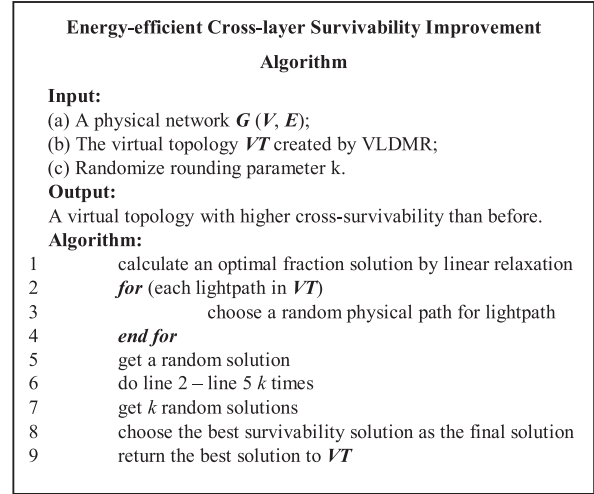 Energy-efficient Cross-layer Survivability Improvement
Algorithm
Input:
(a) A physical network G (V, E);
(b) The virtual topology VT created by VLDMR;
(c) Randomize rounding parameter k.
Output:
A virtual topology with higher cross-survivability than before.
Algorithm:
1 calculate an optimal fraction solution by linear relaxation
2 for (each lightpath in VT)
3 choose a random physical path for lightpath
4 end for
5 get a random solution
6 do line 2 – line 5 k times
7 get k random solutions
8 choose the best survivability solution as the final solution
9 return the best solution to VT